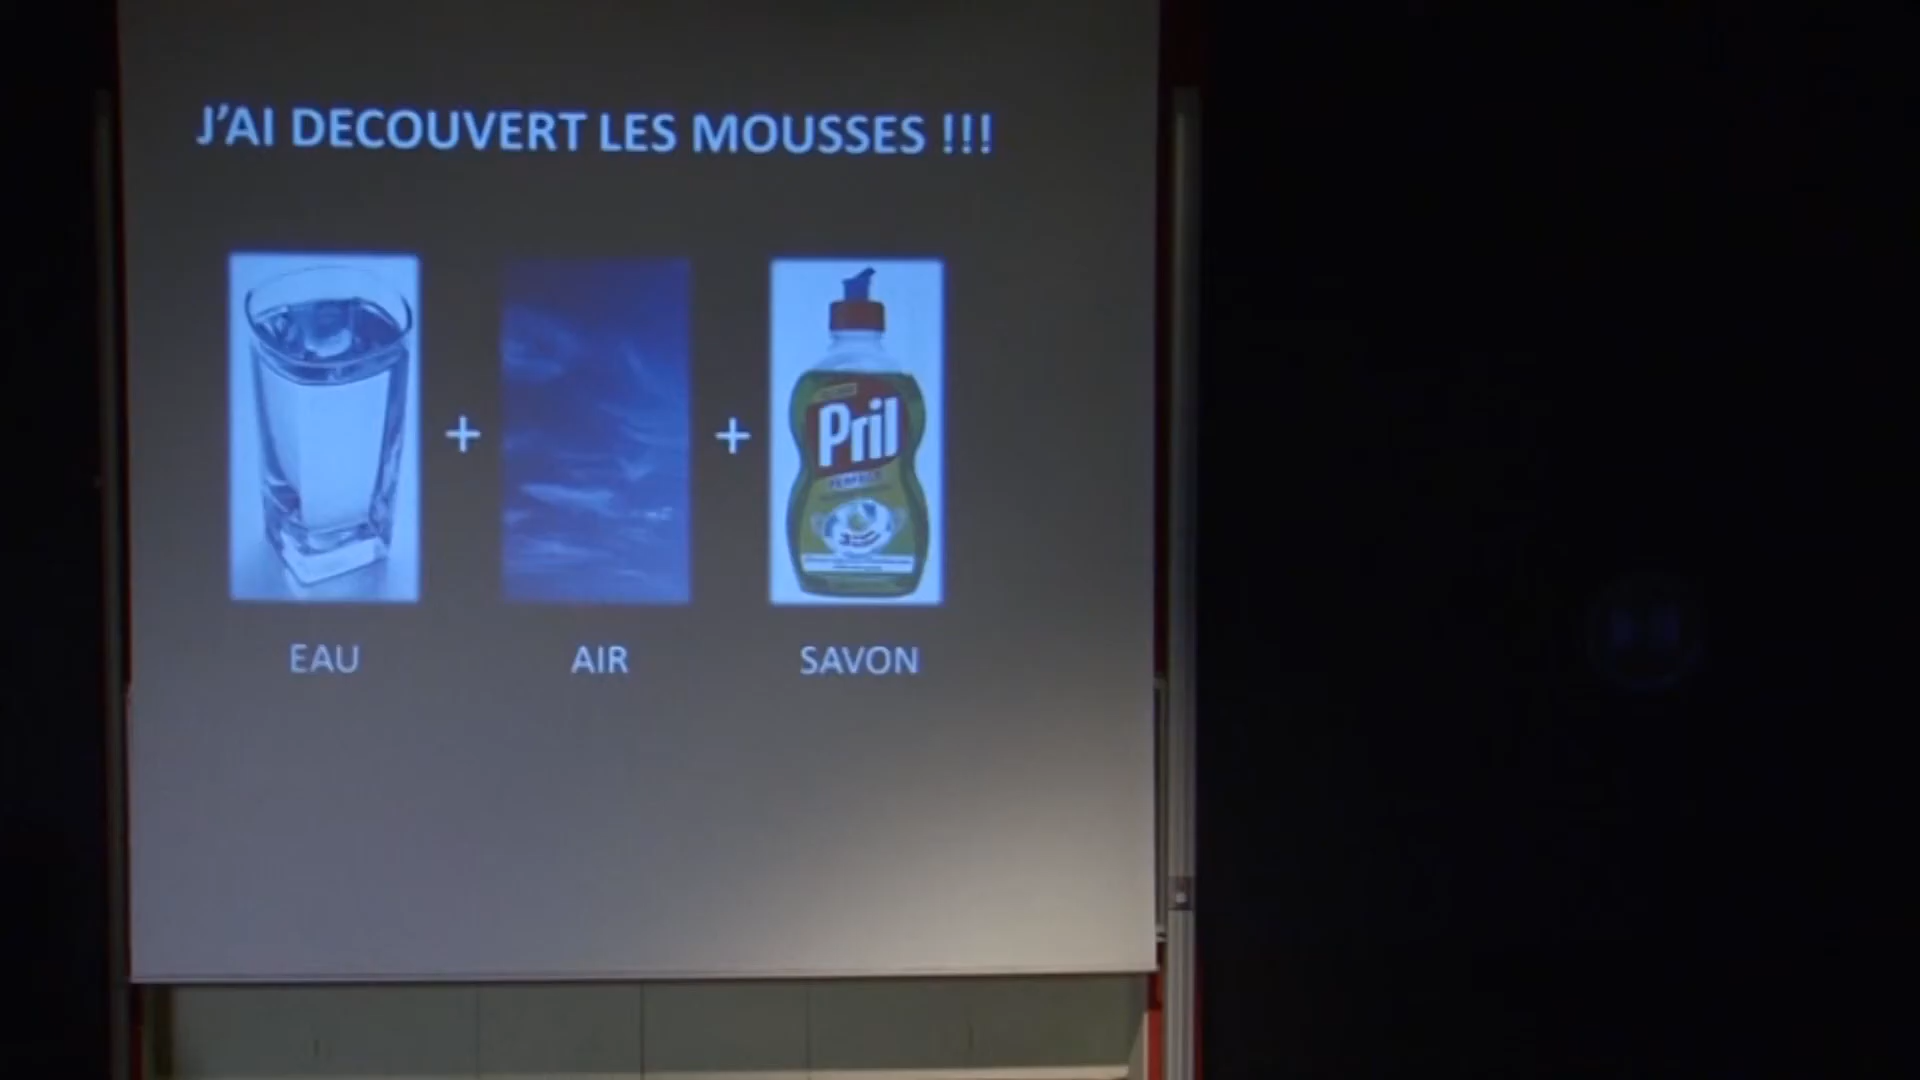 J'AI DECOUVERT LES MOUSSES !!!
+
+
Pril
EAU
AIR
SAVON